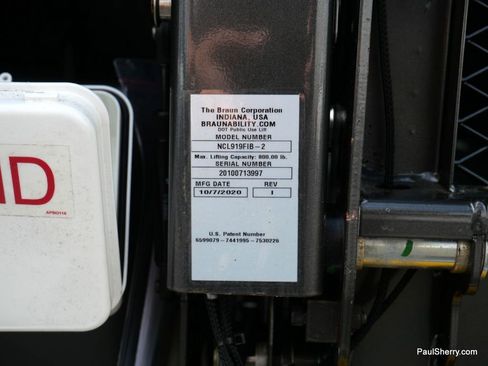 The Braun Corporation
INDIANA, USA
BRAUNABILITY.COM
DOT Public Use Lift
MODEL NUMBER
NCL919FIB-2
Max. Lifting Capacity: 800.00 lb.
SERIAL NUMBER
20100713997
MFG DATE REV
10/7/2020 I
U.S. Patent Number
6599079-7441995-7530226
ID
APSO114
PaulSherry.com